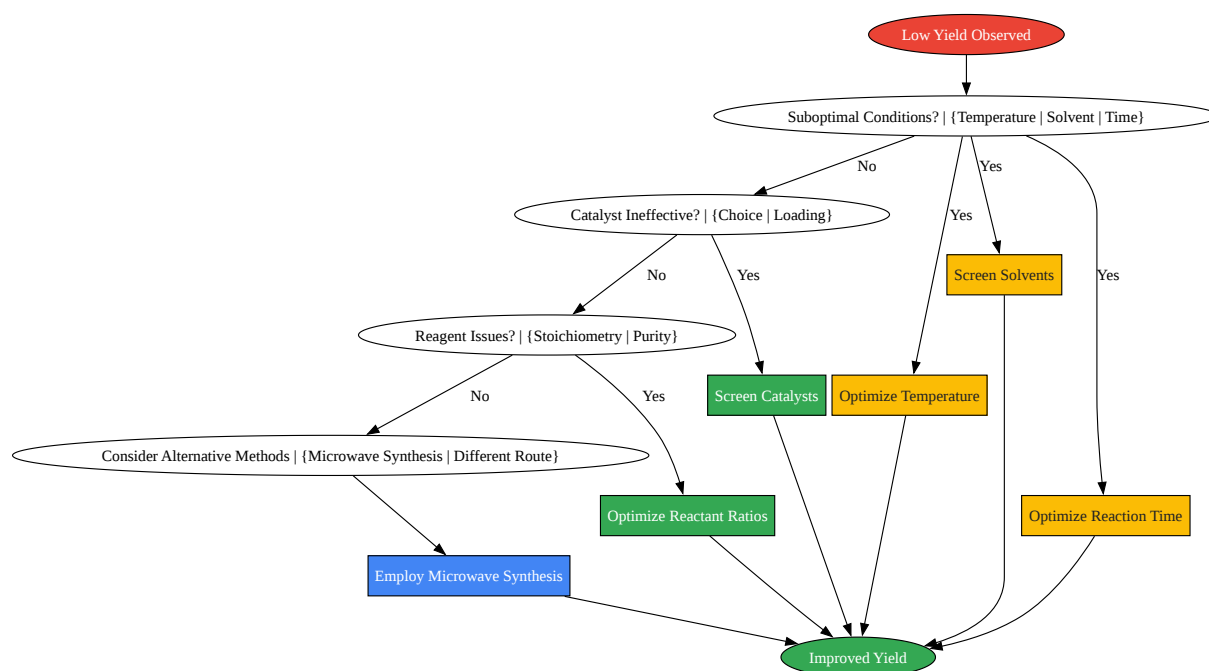 Low Yield Observed
Suboptimal Conditions? | {Temperature | Solvent | Time}
No
Yes
Yes
Yes
Catalyst Ineffective? | {Choice | Loading}
No
Yes
Screen Solvents
Reagent Issues? | {Stoichiometry | Purity}
No
Yes
Screen Catalysts
Optimize Temperature
Consider Alternative Methods | {Microwave Synthesis | Different Route}
Optimize Reactant Ratios
Optimize Reaction Time
Employ Microwave Synthesis
Improved Yield